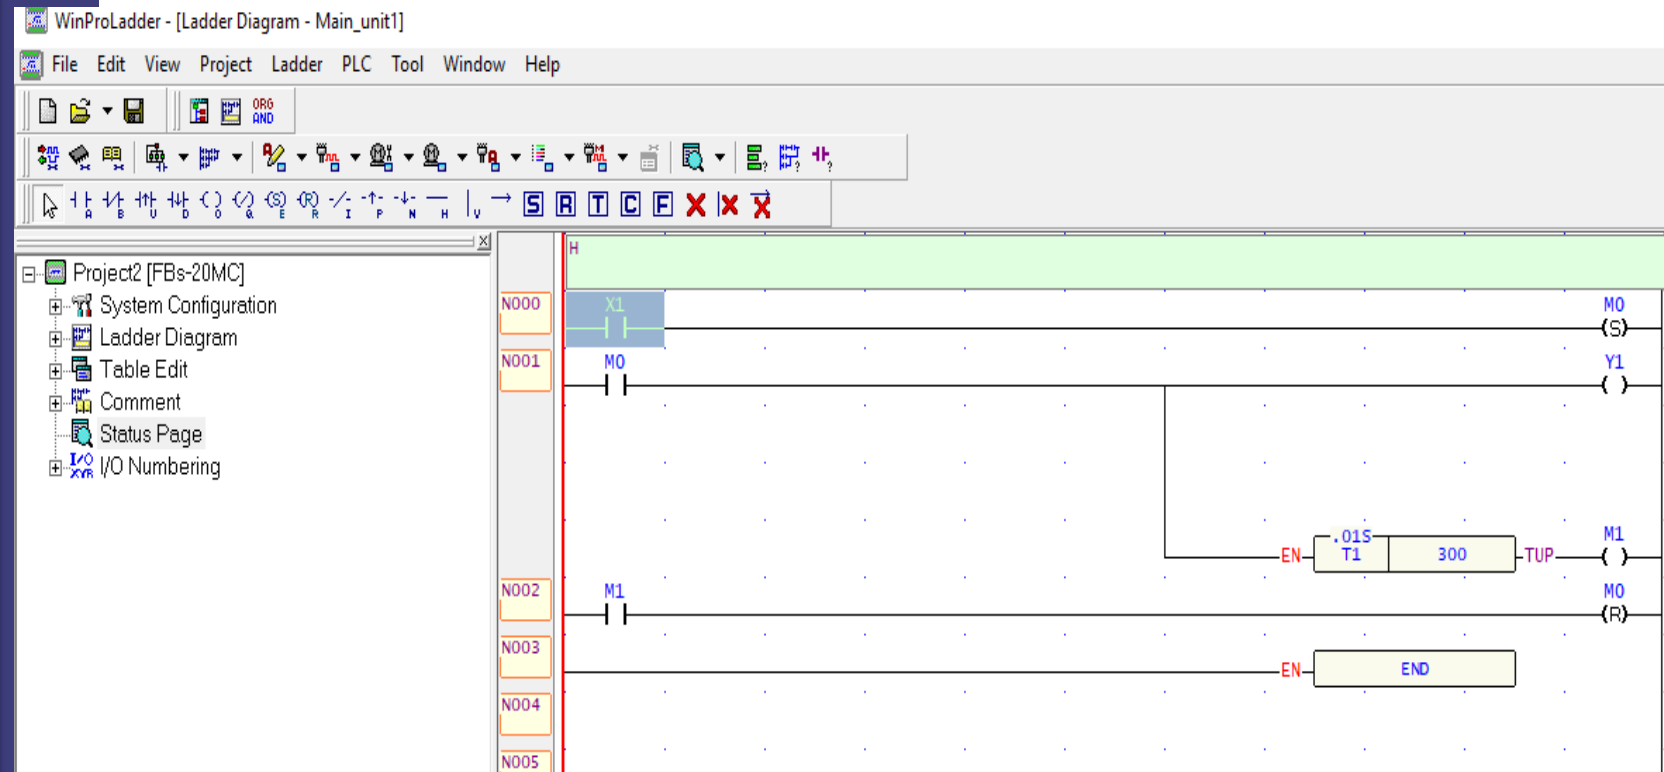 WinProLadder - [Ladder Diagram - Main_unit1]
File Edit View Project Ladder PLC Tool Window Help
ORG
AND
A B U D O Q E R I P N H V S R T C F
Project2 [FBs-20MC]
System Configuration
Ladder Diagram
Table Edit
Comment
Status Page
I/O Numbering
H
N000 X1 M0
(S)
N001 M0 Y1
( )
.01S
EN T1 300 TUP M1
( )
N002 M1 M0
(R)
N003
EN END
N004
N005